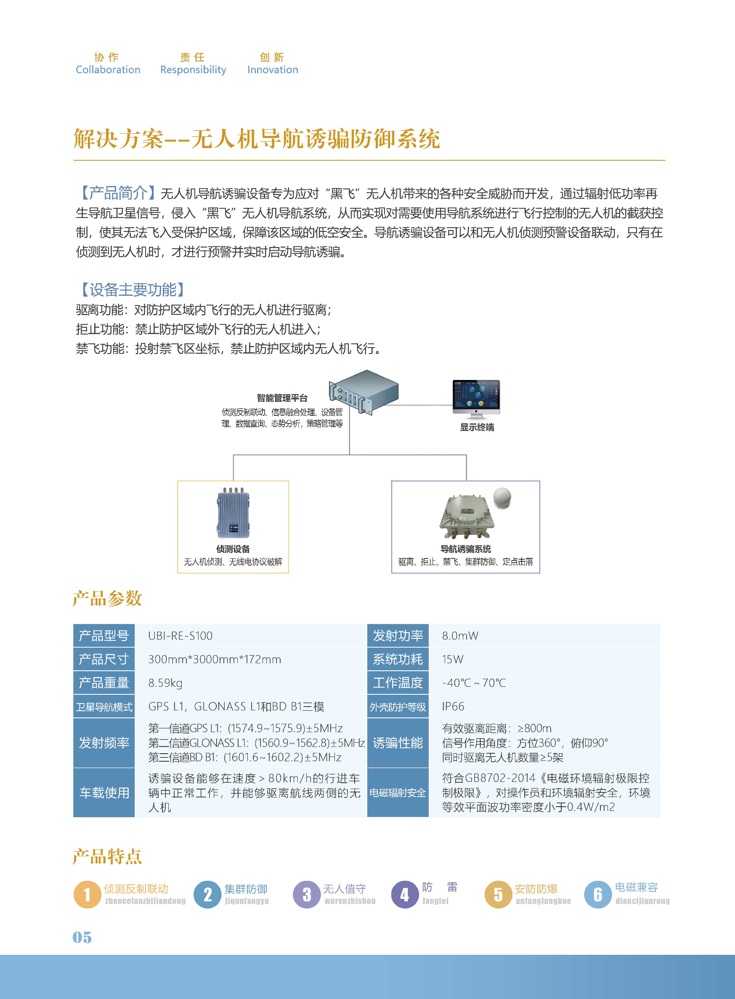 协作 责任 创新
Collaboration Responsibility Innovation
解决方案--无人机导航诱骗防御系统
【产品简介】无人机导航诱骗设备专为应对“黑飞”无人机带来的各种安全威胁而开发，通过辐射低功率再
生导航卫星信号，侵入“黑飞”无人机导航系统，从而实现对需要使用导航系统进行飞行控制的无人机的截获控
制，使其无法飞入受保护区域，保障该区域的低空安全。导航诱骗设备可以和无人机侦测预警设备联动，只有在
侦测到无人机时，才进行预警并实时启动导航诱骗。
【设备主要功能】
驱离功能：对防护区域内飞行的无人机进行驱离；
拒止功能：禁止防护区域外飞行的无人机进入；
禁飞功能：投射禁飞区坐标，禁止防护区域内无人机飞行。
智能管理平台
侦测反制联动、信息融合处理、设备管
理、数据查询、态势分析，策略管理等
显示终端
侦测设备
无人机侦测、无线电协议破解
导航诱骗系统
驱离、拒止、禁飞、集群防御、定点击落
产品参数
产品型号 UBI-RE-S100 发射功率 8.0mW
产品尺寸 300mm*3000mm*172mm 系统功耗 15W
产品重量 8.59kg 工作温度 -40℃~70℃
卫星导航模式 GPS L1，GLONASS L1和BD B1三模 外壳防护等级 IP66
发射频率
第一信道GPS L1:（1574.9~1575.9)±5MHz
第二信道GLONASS L1:（1560.9~1562.8)±5MHz
第三信道BD B1:（1601.6~1602.2)±5MHz
诱骗性能
有效驱离距离：≥800m
信号作用角度：方位360°，俯仰90°
同时驱离无人机数量≥5架
车载使用
诱骗设备能够在速度＞80km/h的行进车
辆中正常工作，并能够驱离航线两侧的无
人机
电磁辐射安全
符合GB8702-2014《电磁环境辐射极限控
制极限》，对操作员和环境辐射安全，环境
等效平面波功率密度小于0.4W/m2
产品特点
1 侦测反制联动 2 集群防御 3 无人值守 4 防 雷 5 安防防爆 6 电磁兼容
zhencefanzhiliandong jiqunfangyu wurenzhishou fanglei anfangfangbao diancijianrong
05